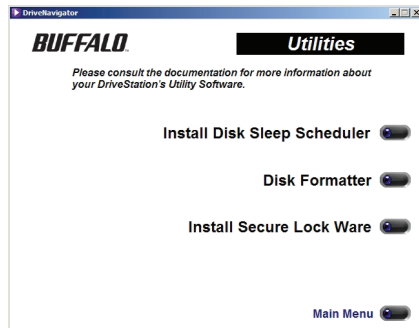 DriveNavigator
BUFFALO
Utilities
Please consult the documentation for more information about
your DriveStation's Utility Software.
Install Disk Sleep Scheduler
Disk Formatter
Install Secure Lock Ware
Main Menu